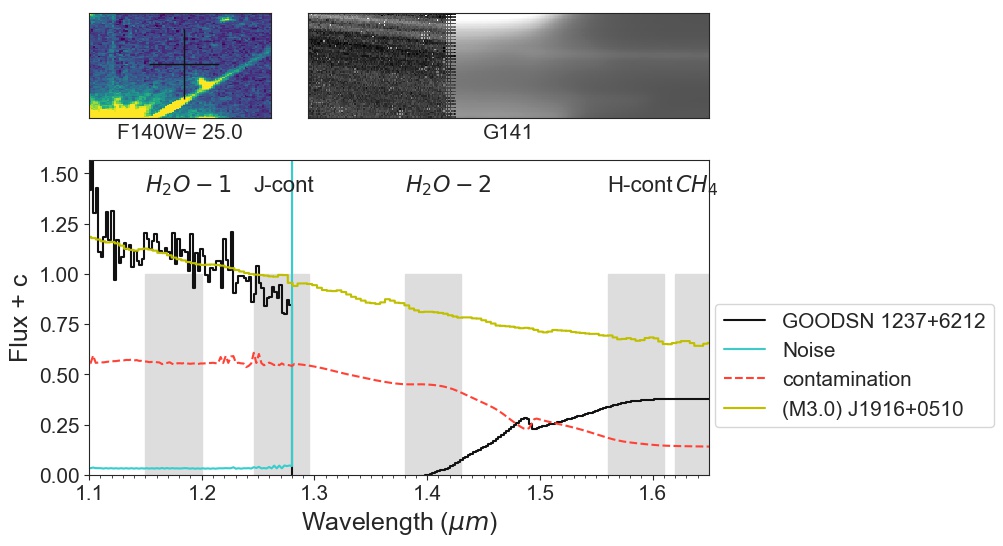 F140W= 25.0
G141
H₂O − 1
J-cont
H₂O − 2
H-cont
CH₄
1.50
1.25
1.00
0.75
0.50
0.25
0.00
Flux + c
1.1
1.2
1.3
1.4
1.5
1.6
Wavelength (μm)
GOODSN 1237+6212
Noise
contamination
(M3.0) J1916+0510